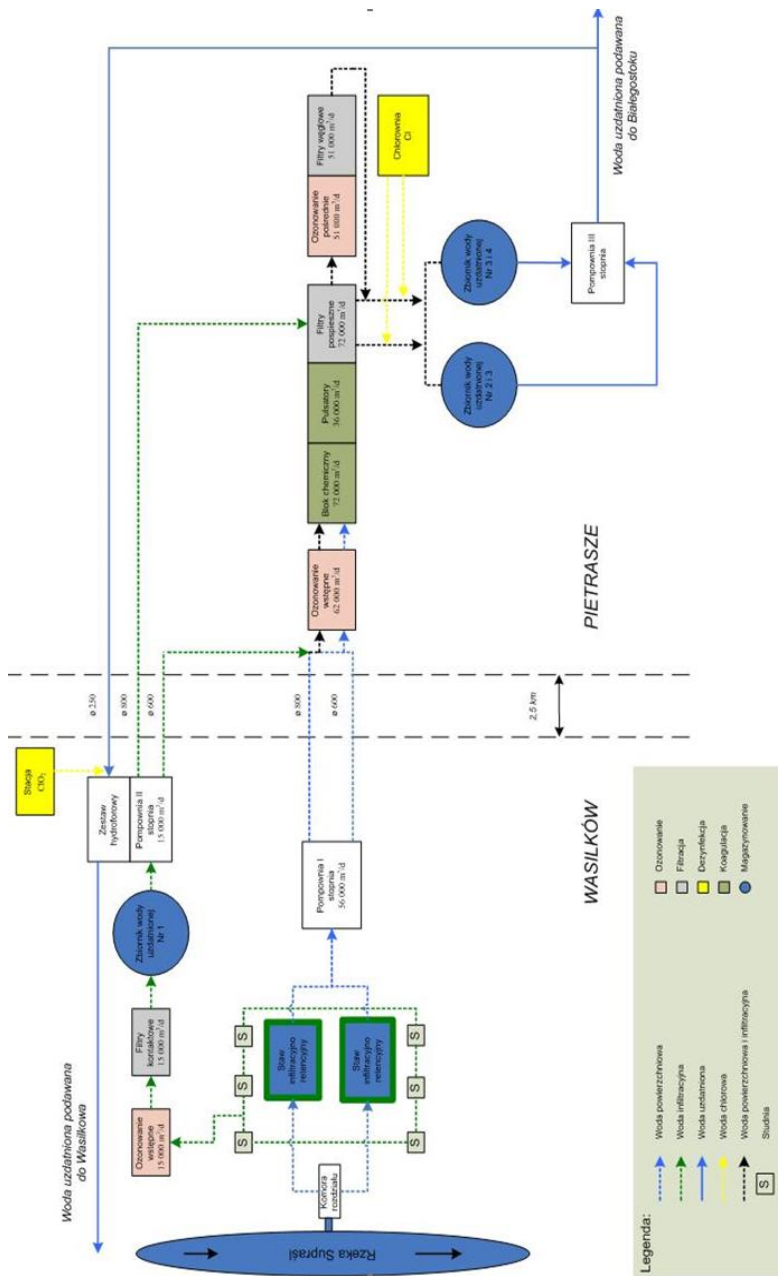 Woda uzdatniona podawana
do Wasilkowa
Woda uzdatniona podawana
do Białegostoku
Rzeka Supraśl
Komora
rozdziału
Ozonowanie
wstępne
15 000 m³/d
Filtry
kontaktowe
15 000 m³/d
Zbiornik wody
uzdatnionej
Nr 1
Stacja
ClO₂
Zestaw
hydroforowy
Pompownia II
stopnia
15 000 m³/d
S
S
S
Staw
infiltracyjno
retencyjny
Staw
infiltracyjno
retencyjny
S
S
S
Pompownia I
stopnia
56 000 m³/d
ø 250
ø 800
ø 600
ø 800
ø 600
2,5 km
WASILKÓW
PIETRASZE
Ozonowanie
wstępne
62 000 m³/d
Blok chemiczny
72 000 m³/d
Pulsatory
36 000 m³/d
Filtry
pospieszne
72 000 m³/d
Ozonowanie
pośrednie
51 000 m³/d
Filtry węglowe
51 000 m³/d
Chlorownia
Cl
Zbiornik wody
uzdatnionej
Nr 2 i 3
Zbiornik wody
uzdatnionej
Nr 3 i 4
Pompownia III
stopnia
Legenda:
Woda powierzchniowa
Woda infiltracyjna
Woda uzdatniona
Woda chlorowa
Woda powierzchniowa i infiltracyjna
S
Studnia
Ozonowanie
Filtracja
Dezynfekcja
Koagulacja
Magazynowanie